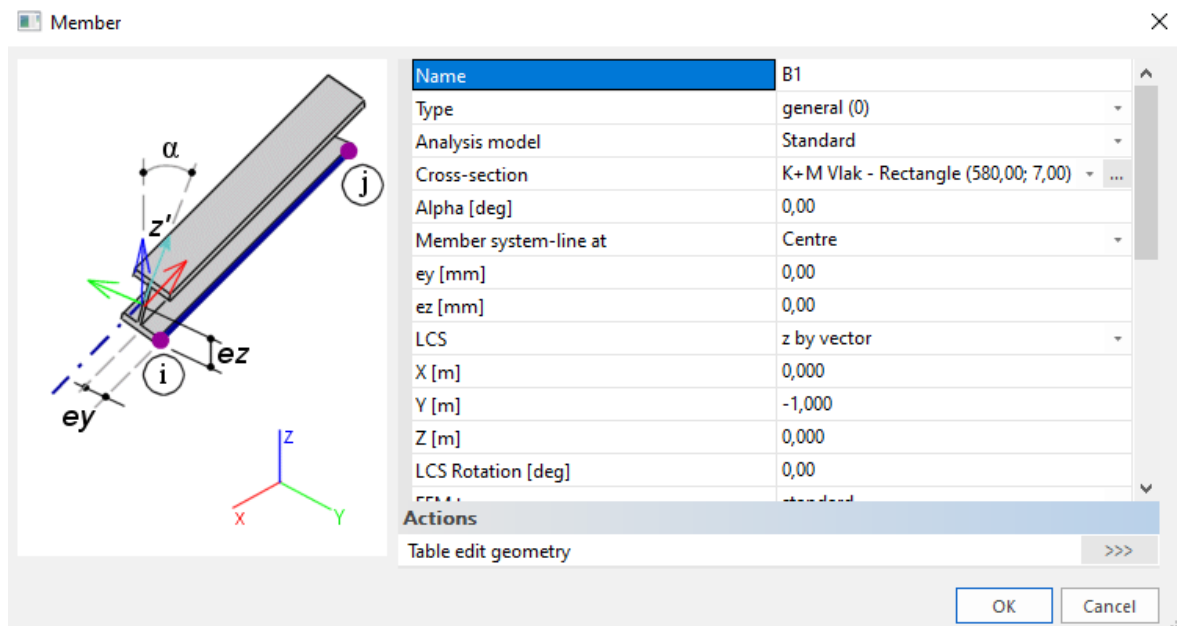 Member
Name B1
Type general (0)
Analysis model Standard
Cross-section K+M Vlak - Rectangle (580,00; 7,00) ...
Alpha [deg] 0,00
Member system-line at Centre
ey [mm] 0,00
ez [mm] 0,00
LCS z by vector
X [m] 0,000
Y [m] -1,000
Z [m] 0,000
LCS Rotation [deg] 0,00
standard
Actions
Table edit geometry >>>
OK Cancel
α
j
z'
ez
i
ey
Z
X Y